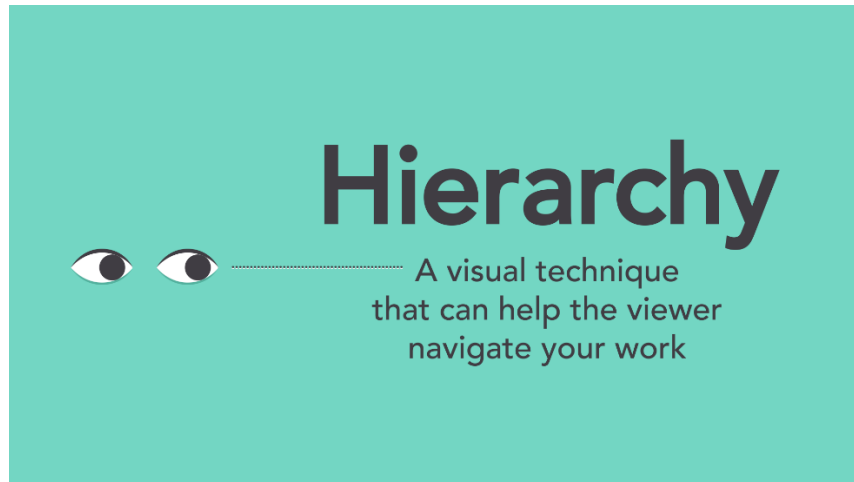 Hierarchy
A visual technique
that can help the viewer
navigate your work